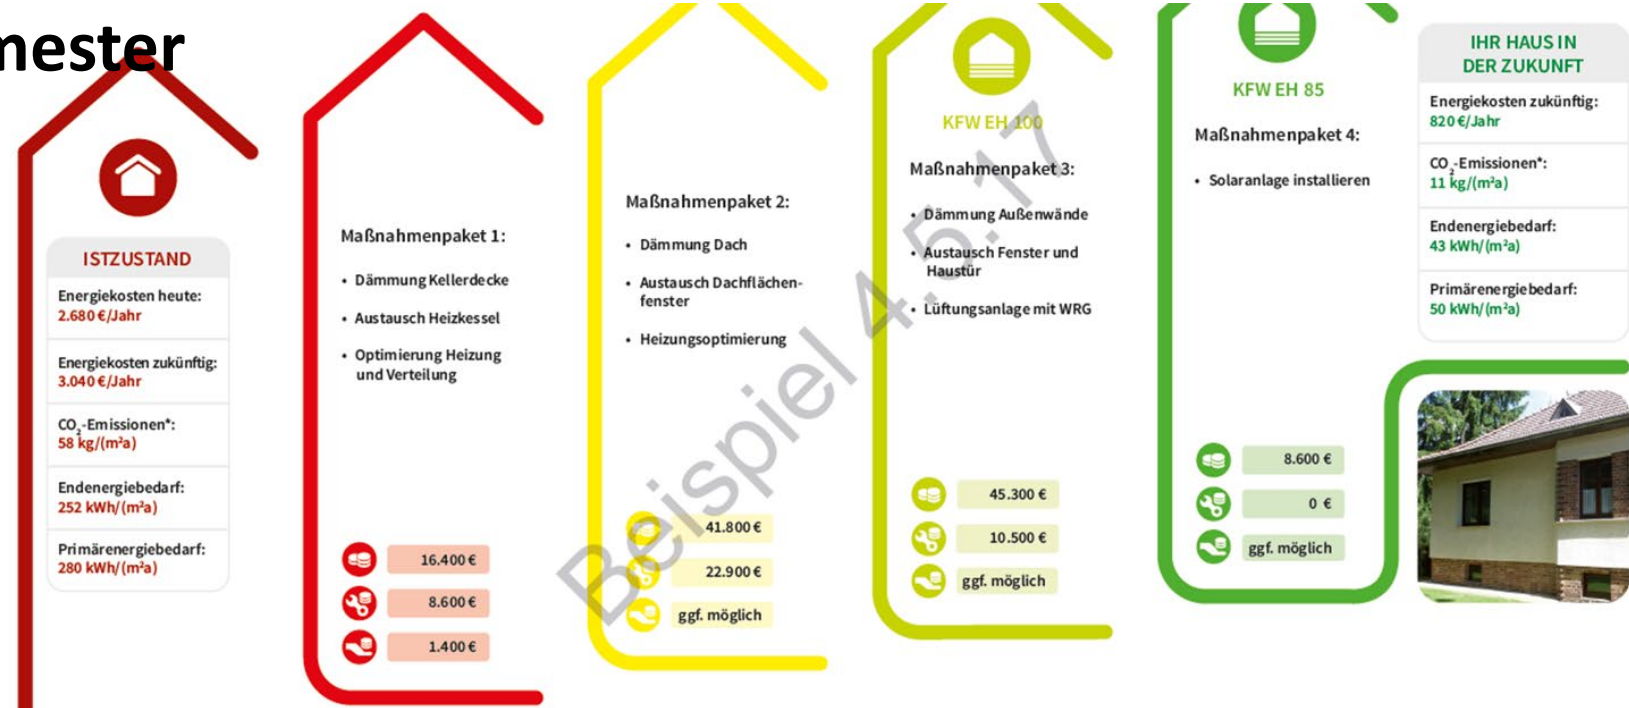 mester
ISTZUSTAND
Energiekosten heute:
2.680 €/Jahr
Energiekosten zukünftig:
3.040 €/Jahr
CO₂-Emissionen*:
58 kg/(m²a)
Endenergiebedarf:
252 kWh/(m²a)
Primärenergiebedarf:
280 kWh/(m²a)
Maßnahmenpaket 1:
• Dämmung Kellerdecke
• Austausch Heizkessel
• Optimierung Heizung
und Verteilung
16.400 €
8.600 €
1.400 €
Maßnahmenpaket 2:
• Dämmung Dach
• Austausch Dachflächen-
fenster
• Heizungsoptimierung
41.800 €
22.900 €
ggf. möglich
KFW EH 100
Maßnahmenpaket 3:
• Dämmung Außenwände
• Austausch Fenster und
Haustür
• Lüftungsanlage mit WRG
45.300 €
10.500 €
ggf. möglich
KFW EH 85
Maßnahmenpaket 4:
• Solaranlage installieren
8.600 €
0 €
ggf. möglich
IHR HAUS IN
DER ZUKUNFT
Energiekosten zukünftig:
820 €/Jahr
CO₂-Emissionen*:
11 kg/(m²a)
Endenergiebedarf:
43 kWh/(m²a)
Primärenergiebedarf:
50 kWh/(m²a)
Beispiel 4.5.17